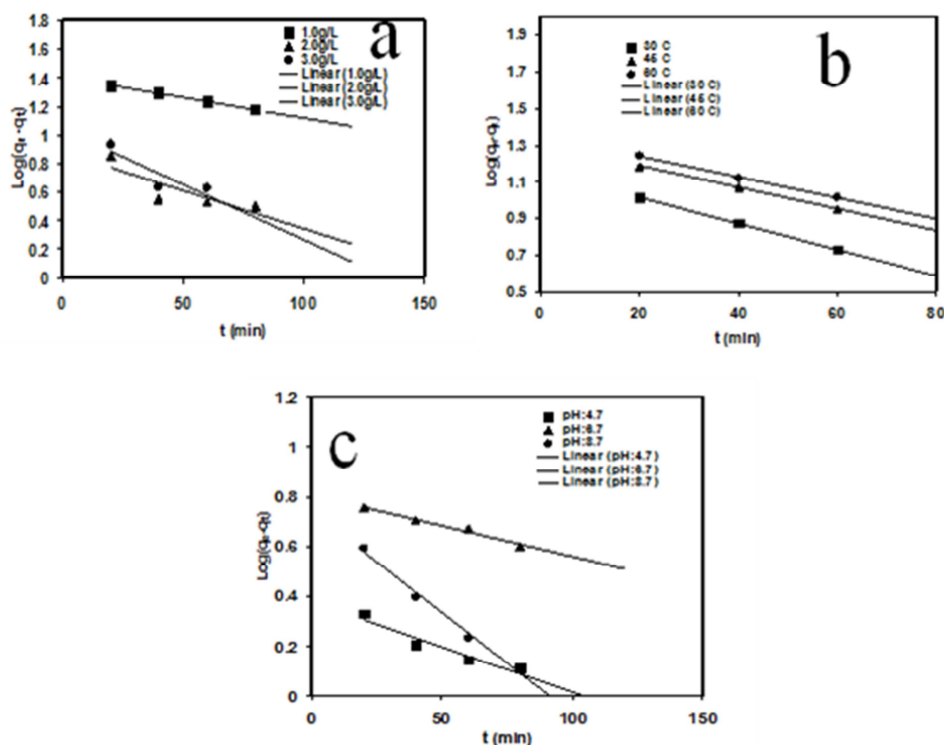 a
Log(qₑ-qt)
1.8
1.6
1.4
1.2
1
0.8
0.6
0.4
0.2
0
0 50 100 150
t (min)
1.0g/L
2.0g/L
3.0g/L
Linear (1.0g/L)
Linear (2.0g/L)
Linear (3.0g/L)
b
Log(qₑ-qt)
1.9
1.7
1.5
1.3
1.1
0.9
0.7
0.5
0 20 40 60 80
t (min)
30 C
45 C
60 C
Linear (30 C)
Linear (45 C)
Linear (60 C)
c
Log(qₑ-qt)
1.2
1
0.8
0.6
0.4
0.2
0
0 50 100 150
t (min)
pH:4.7
pH:6.7
pH:8.7
Linear (pH:4.7)
Linear (pH:6.7)
Linear (pH:8.7)